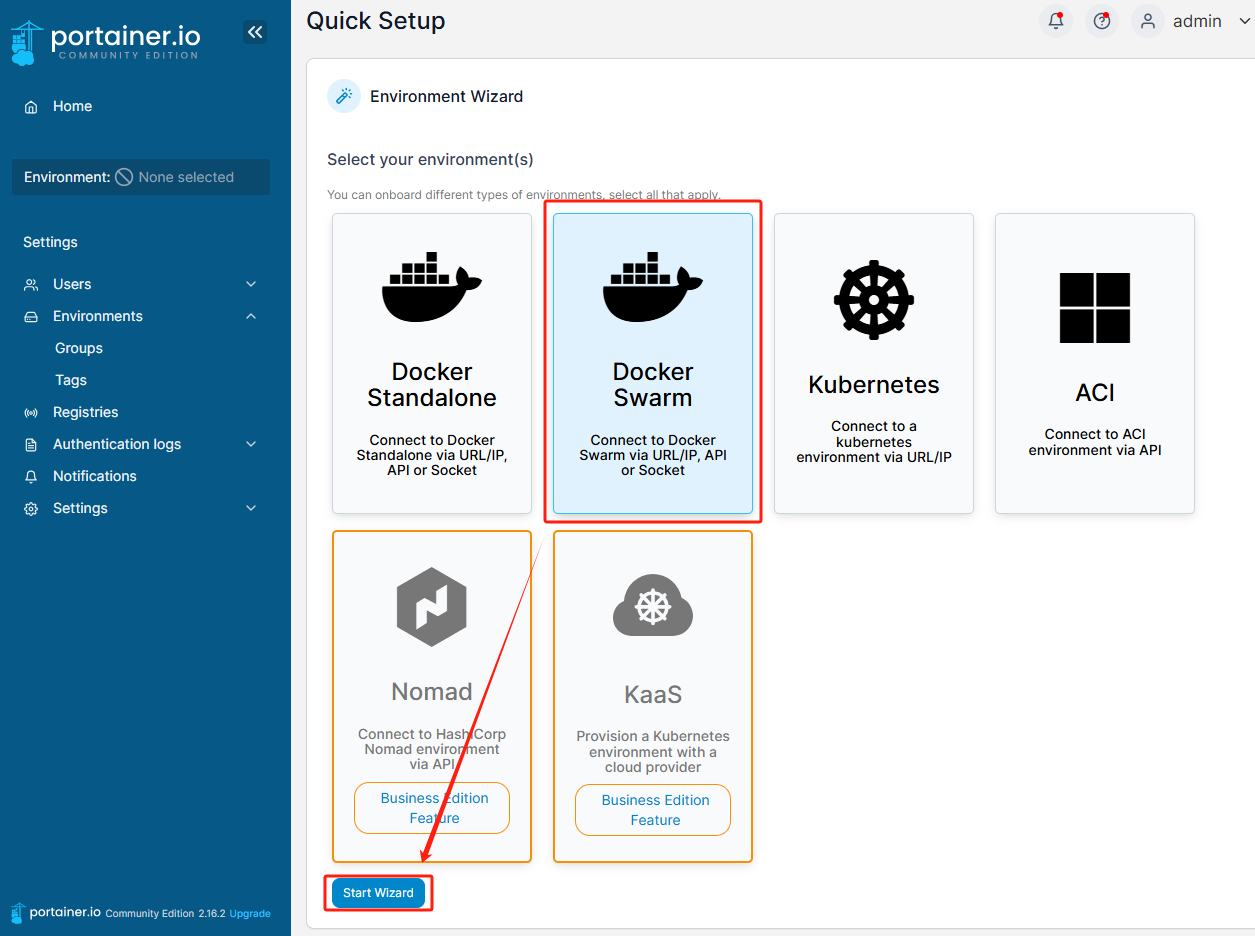 portainer.io
COMMUNITY EDITION
Home
Environment: None selected
Settings
Users
Environments
Groups
Tags
Registries
Authentication logs
Notifications
Settings
portainer.io Community Edition 2.16.2 Upgrade
Quick Setup
admin
Environment Wizard
Select your environment(s)
You can onboard different types of environments, select all that apply.
Docker
Standalone
Connect to Docker
Standalone via URL/IP,
API or Socket
Docker
Swarm
Connect to Docker
Swarm via URL/IP, API
or Socket
Kubernetes
Connect to a
kubernetes
environment via URL/IP
ACI
Connect to ACI
environment via API
Nomad
Connect to HashiCorp
Nomad environment
via API
Business Edition
Feature
KaaS
Provision a Kubernetes
environment with a
cloud provider
Business Edition
Feature
Start Wizard